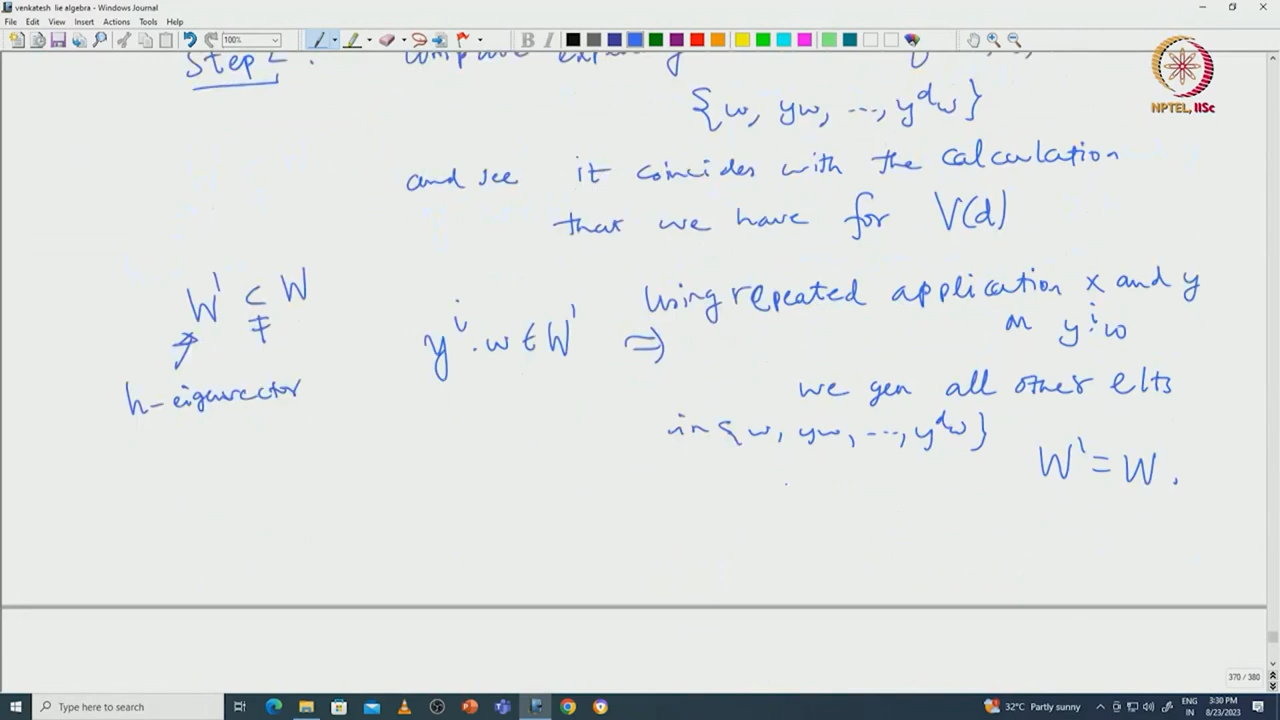 venkatesh lie algebra - Windows Journal
File Edit View Insert Actions Tools Help
100%
B I
NPTEL, IISc
Step 2 :
{w, yw, ..., y^d w}
and see it coincides with the calculation
that we have for V(d)
W' ⊊ W
h-eigenvector
y^i . w ∈ W' ⇒ Using repeated application x and y
on y^i w
we gen all other elts
in {w, yw, ..., y^d w}
W' = W .
370 / 380
Type here to search
32°C Partly sunny
ENG
IN
3:30 PM
8/23/2023